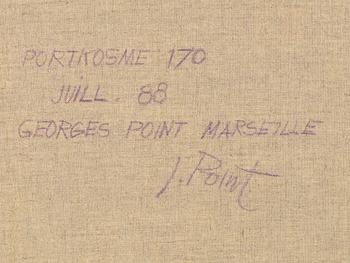 PORTKOSME 170
JUILL. 88
GEORGES POINT MARSEILLE
J. Point